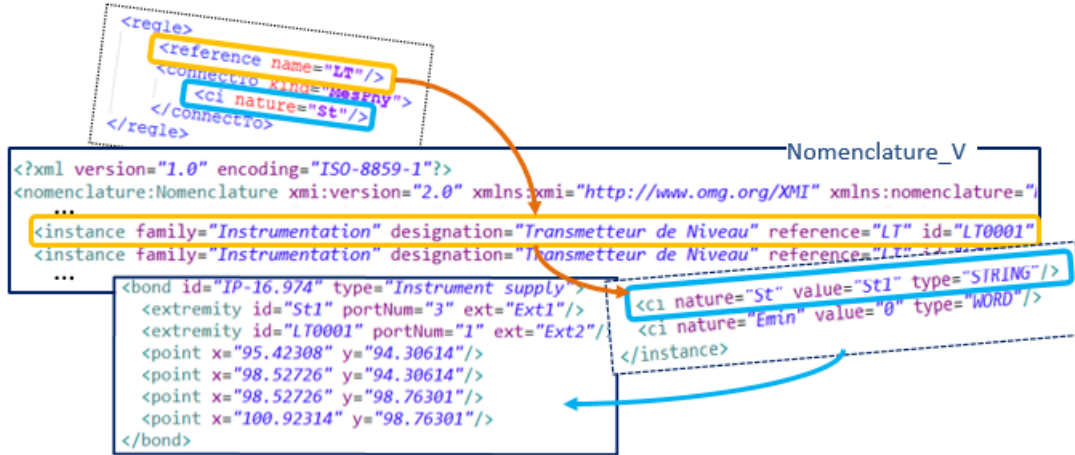 <regle>
<reference name="LT"/>
<connectTo kind="MesPhy">
<ci nature="St"/>
</connectTo>
</regle>
Nomenclature_V
<?xml version="1.0" encoding="ISO-8859-1"?>
<nomenclature:Nomenclature xmi:version="2.0" xmlns:xmi="http://www.omg.org/XMI" xmlns:nomenclature="
...
<instance family="Instrumentation" designation="Transmetteur de Niveau" reference="LT" id="LT0001"
<instance family="Instrumentation" designation="Transmetteur de Niveau" reference="LT"
...
<ci nature="St" value="St1" type="STRING"/>
<ci nature="Emin" value="0" type="WORD"/>
</instance>
<bond id="IP-16.974" type="Instrument supply">
<extremity id="St1" portNum="3" ext="Ext1"/>
<extremity id="LT0001" portNum="1" ext="Ext2"/
<point x="95.42308" y="94.30614"/>
<point x="98.52726" y="94.30614"/>
<point x="98.52726" y="98.76301"/>
<point x="100.92314" y="98.76301"/>
</bond>